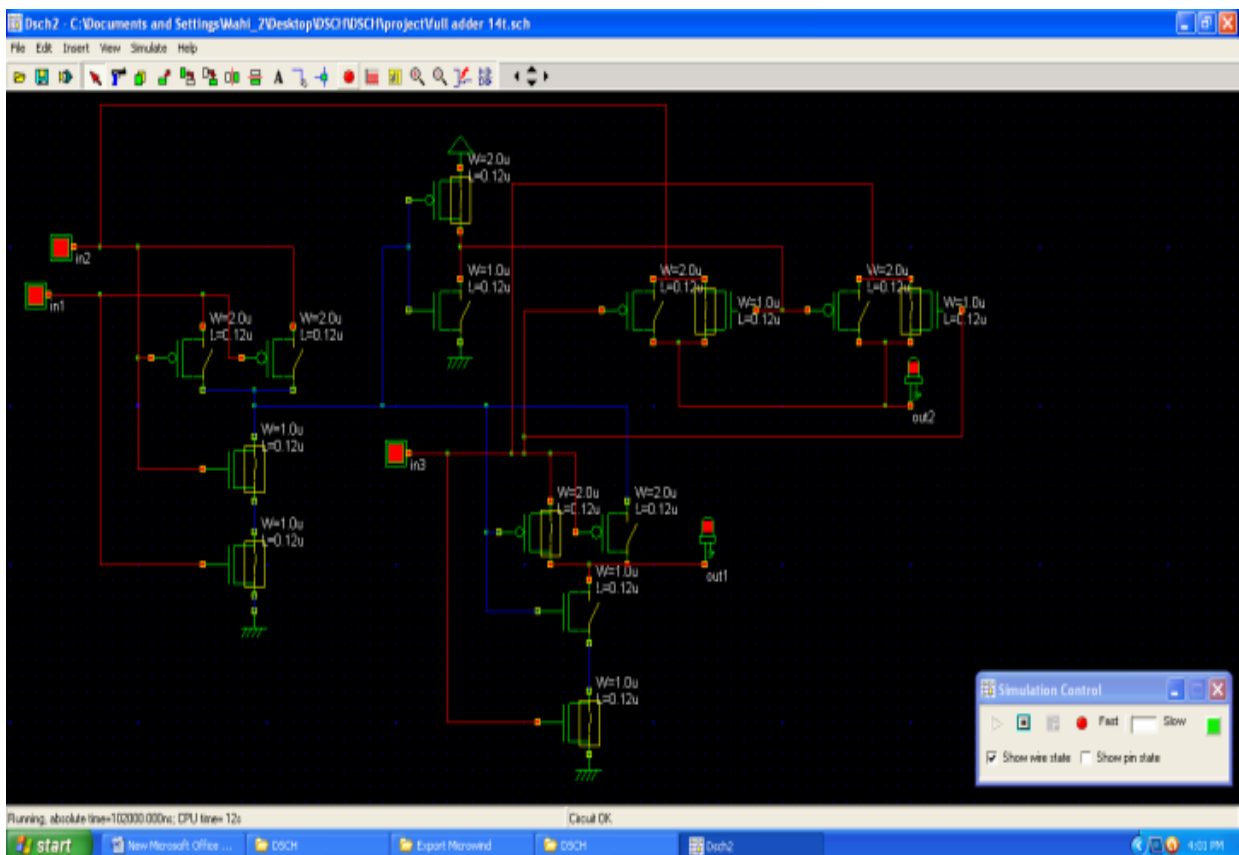 Dsch2 - C:\Documents and Settings\Wahi_2\Desktop\DSCH\DSCH\project\full adder 14t.sch
File Edit Insert View Simulate Help
W=2.0u
L=0.12u
in2
in1
W=2.0u
L=0.12u
W=2.0u
L=0.12u
W=1.0u
L=0.12u
W=2.0u
L=0.12u
W=1.0u
L=0.12u
W=2.0u
L=0.12u
W=1.0u
L=0.12u
out2
W=1.0u
L=0.12u
in3
W=1.0u
L=0.12u
W=2.0u
L=0.12u
W=2.0u
L=0.12u
out1
W=1.0u
L=0.12u
W=1.0u
L=0.12u
Simulation Control
Fast Slow
Show wire state Show pin state
Running, absolute time=102000.000ns; CPU time= 12s Circuit OK
start New Microsoft Office ... DSCH Export Microwind DSCH Dsch2 4:01 PM